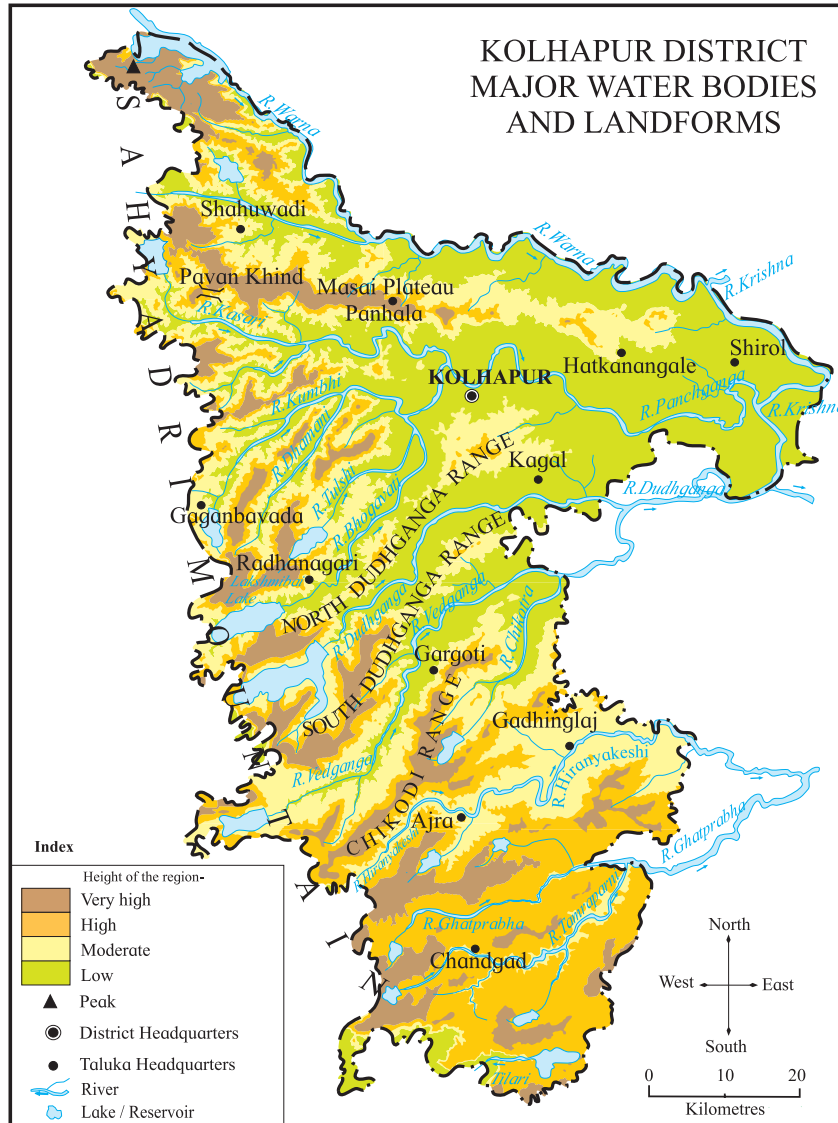 KOLHAPUR DISTRICT
MAJOR WATER BODIES
AND LANDFORMS
SAHYADRI MOUNTAIN
R.Warna
Shahuwadi
R.Warna
Pavan Khind
Masai Plateau
Panhala
R.Krishna
R.Kasari
Hatkanangale
Shirol
KOLHAPUR
R.Kumbhi
R.Panchganga
R.Krishna
R.Dhamani
Kagal
R.Tulshi
R.Bhogavati
R.Dudhganga
Gaganbavada
NORTH DUDHGANGA RANGE
Radhanagari
Lakshmibai
Lake
R.Dudhganga
SOUTH DUDHGANGA RANGE
R.Vedganga
R.Chikotra
Gargoti
CHIKODI RANGE
Gadhinglaj
R.Vedganga
R.Hiranyakeshi
Ajra
R.Hiranyakeshi
R.Ghatprabha
R.Ghatprabha
R.Tamraparni
Chandgad
Tilari
Index
Height of the region-
Very high
High
Moderate
Low
Peak
District Headquarters
Taluka Headquarters
River
Lake / Reservoir
North
West
East
South
0 10 20
Kilometres